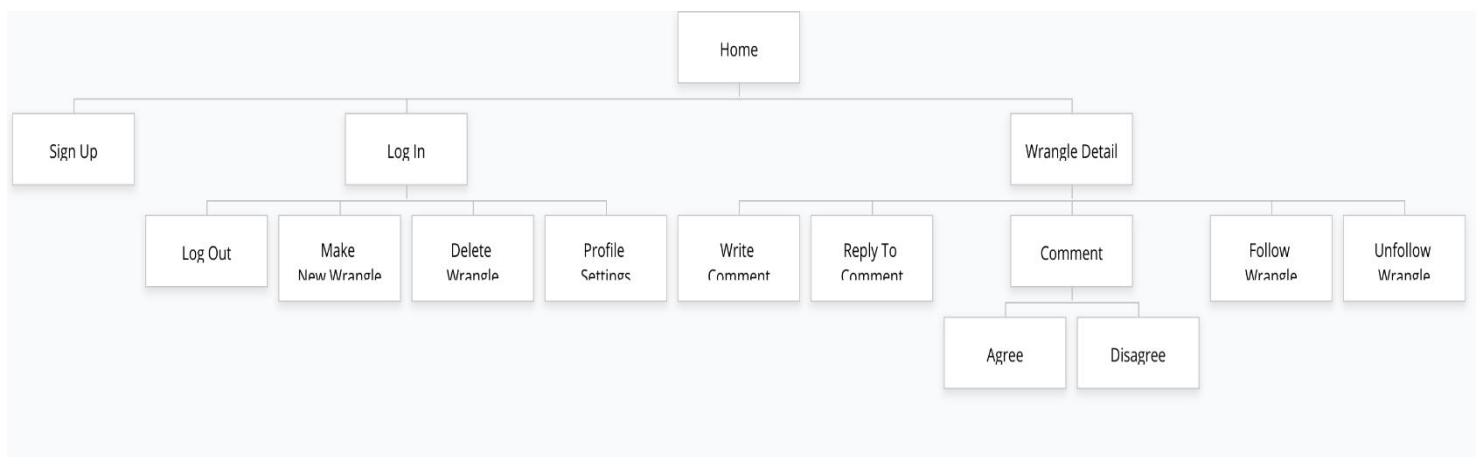 Home
Sign Up
Log In
Wrangle Detail
Log Out
Make
New Wrangle
Delete
Wrangle
Profile
Settings
Write
Comment
Reply To
Comment
Comment
Follow
Wrangle
Unfollow
Wrangle
Agree
Disagree